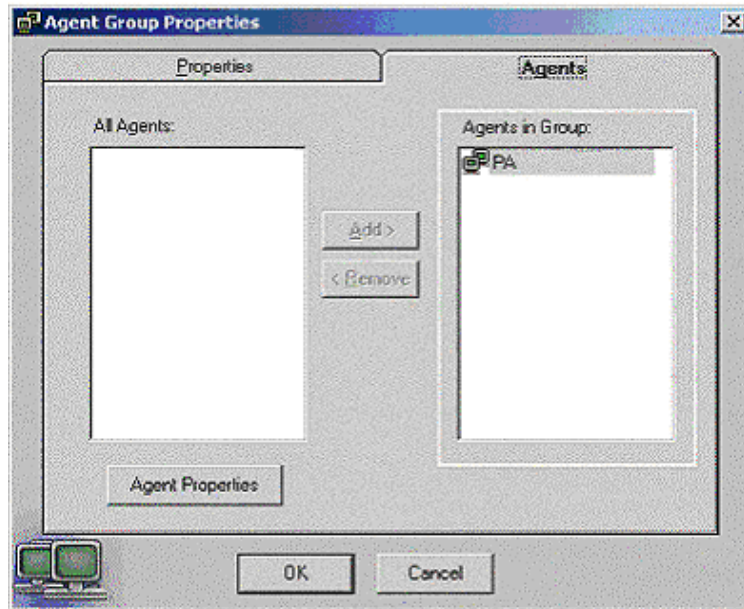 Agent Group Properties
Properties
Agents
All Agents:
Agents in Group:
PA
Add >
< Remove
Agent Properties
OK
Cancel